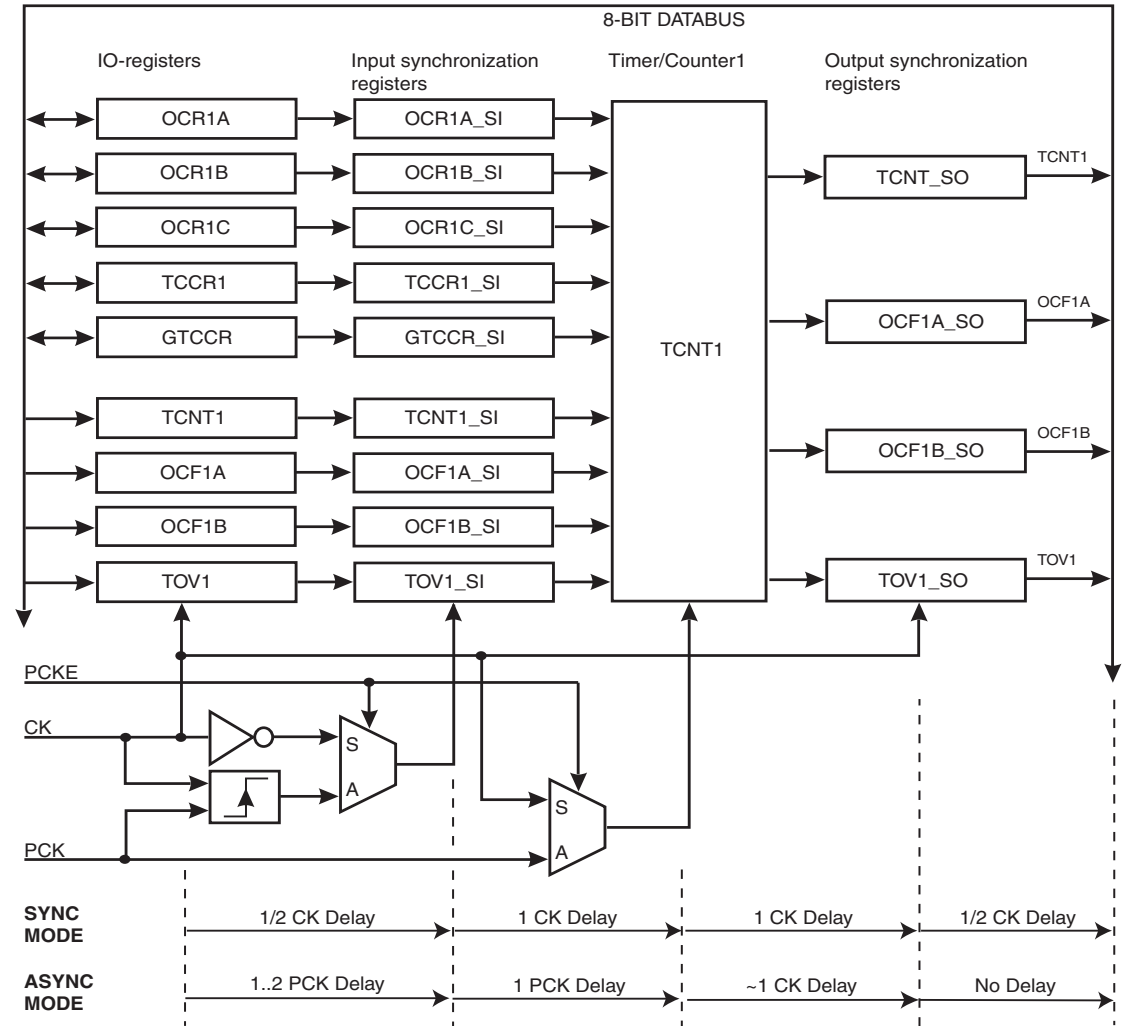 8-BIT DATABUS
IO-registers
Input synchronization
registers
Timer/Counter1
Output synchronization
registers
OCR1A
OCR1A_SI
OCR1B
OCR1B_SI
OCR1C
OCR1C_SI
TCCR1
TCCR1_SI
GTCCR
GTCCR_SI
TCNT1
TCNT1_SI
OCF1A
OCF1A_SI
OCF1B
OCF1B_SI
TOV1
TOV1_SI
TCNT1
TCNT_SO
TCNT1
OCF1A_SO
OCF1A
OCF1B_SO
OCF1B
TOV1_SO
TOV1
PCKE
CK
S
A
S
A
PCK
SYNC
MODE
1/2 CK Delay
1 CK Delay
1 CK Delay
1/2 CK Delay
ASYNC
MODE
1..2 PCK Delay
1 PCK Delay
~1 CK Delay
No Delay